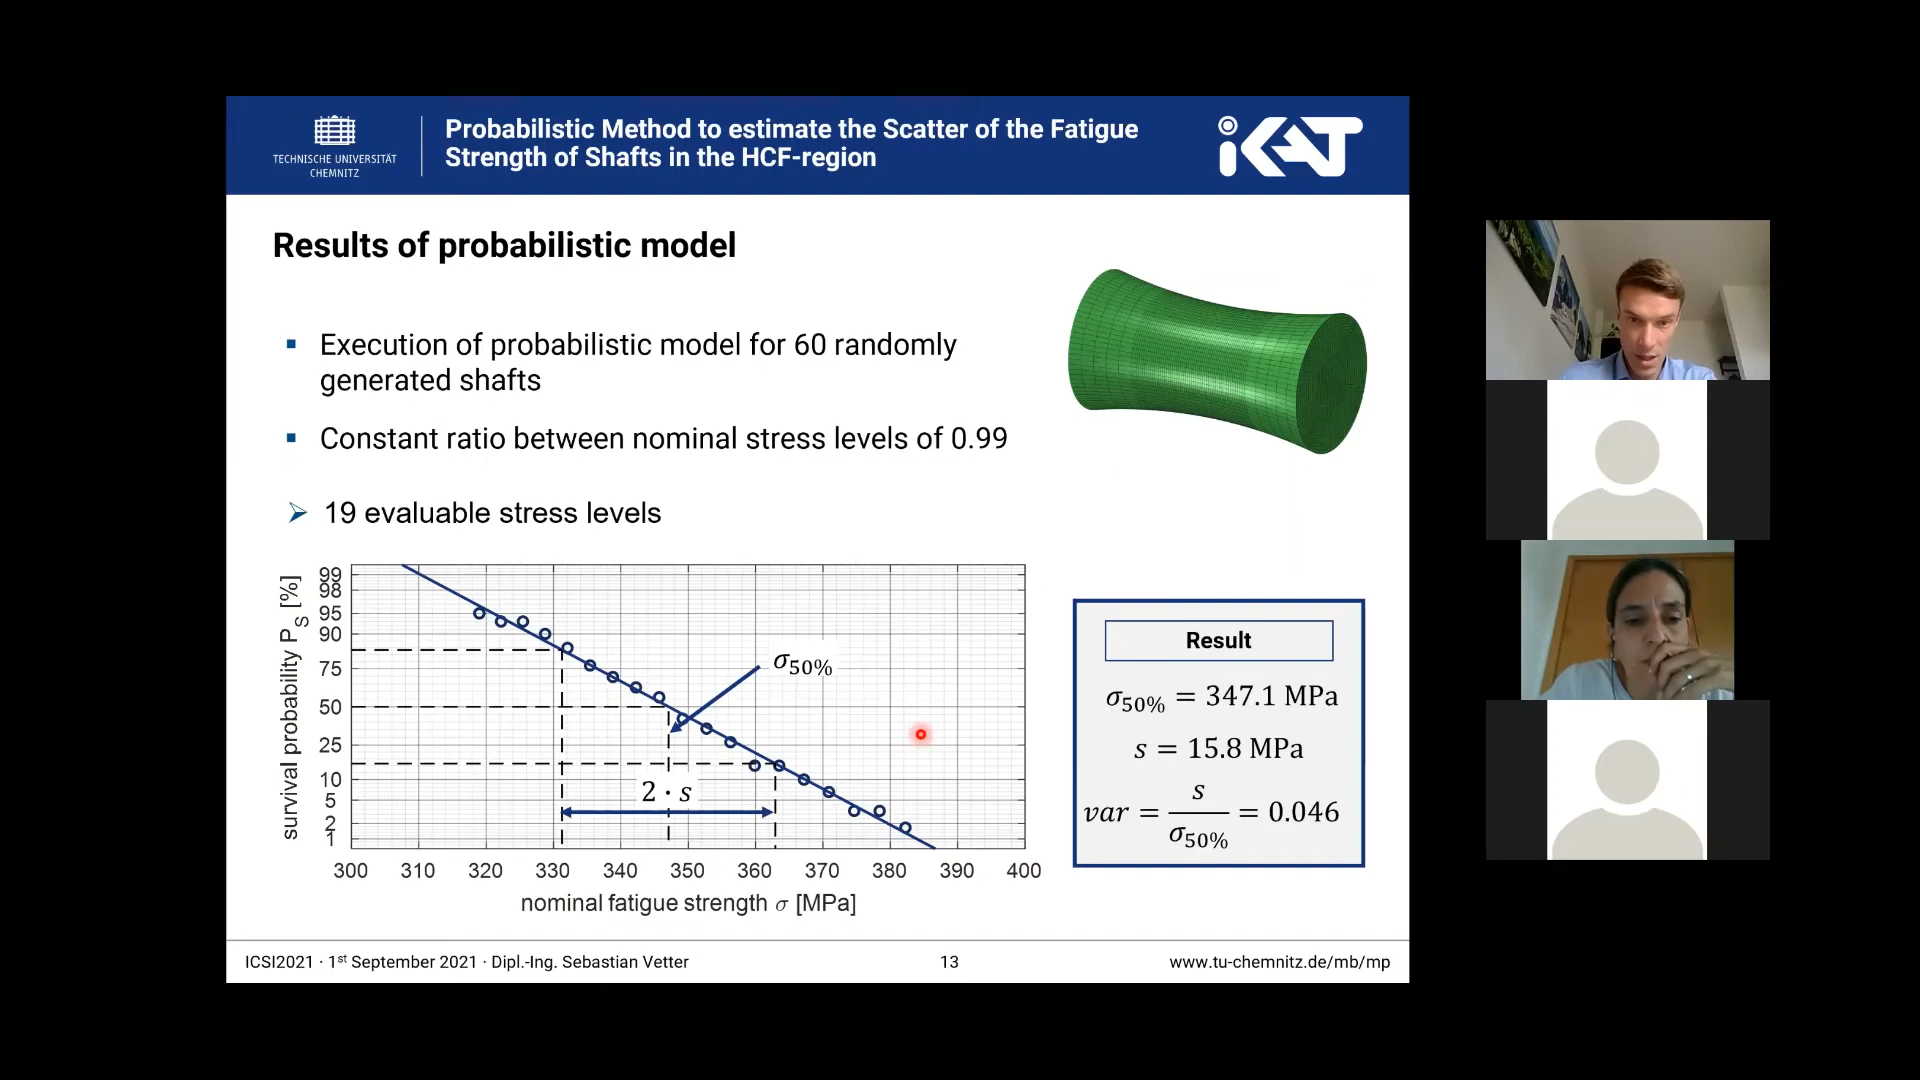 TECHNISCHE UNIVERSITÄT
CHEMNITZ
Probabilistic Method to estimate the Scatter of the Fatigue
Strength of Shafts in the HCF-region
iKAT
Results of probabilistic model
Execution of probabilistic model for 60 randomly
generated shafts
Constant ratio between nominal stress levels of 0.99
19 evaluable stress levels
survival probability P_S [%]
99
98
95
90
75
50
25
10
5
2
1
σ50%
2 · s
300 310 320 330 340 350 360 370 380 390 400
nominal fatigue strength σ [MPa]
Result
σ50% = 347.1 MPa
s = 15.8 MPa
var = s/σ50% = 0.046
ICSI2021 · 1st September 2021 · Dipl.-Ing. Sebastian Vetter
13
www.tu-chemnitz.de/mb/mp